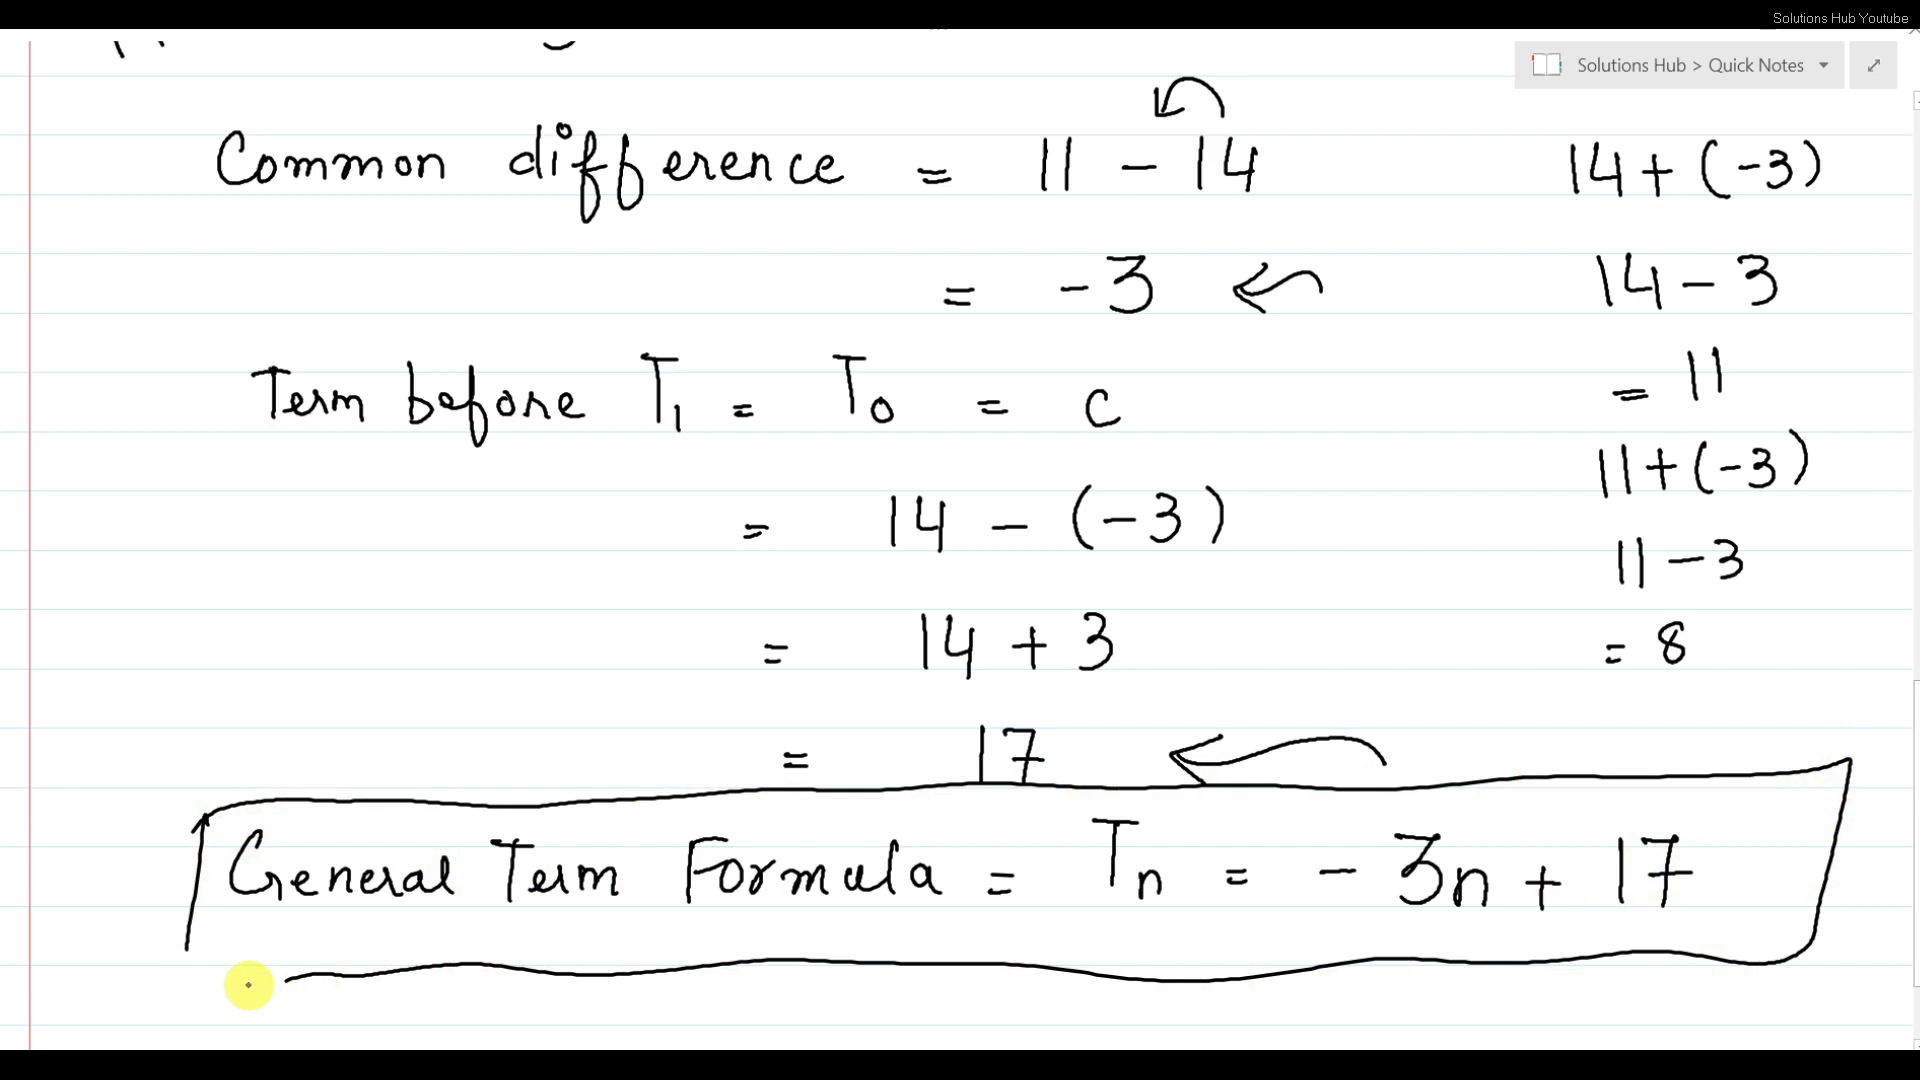 Solutions Hub Youtube
Solutions Hub > Quick Notes
Common difference = 11 - 14
= -3
Term before T₁ = T₀ = c
= 14 - (-3)
= 14 + 3
= 17
14 + (-3)
14 - 3
= 11
11 + (-3)
11 - 3
= 8
General Term Formula = Tn = - 3n + 17